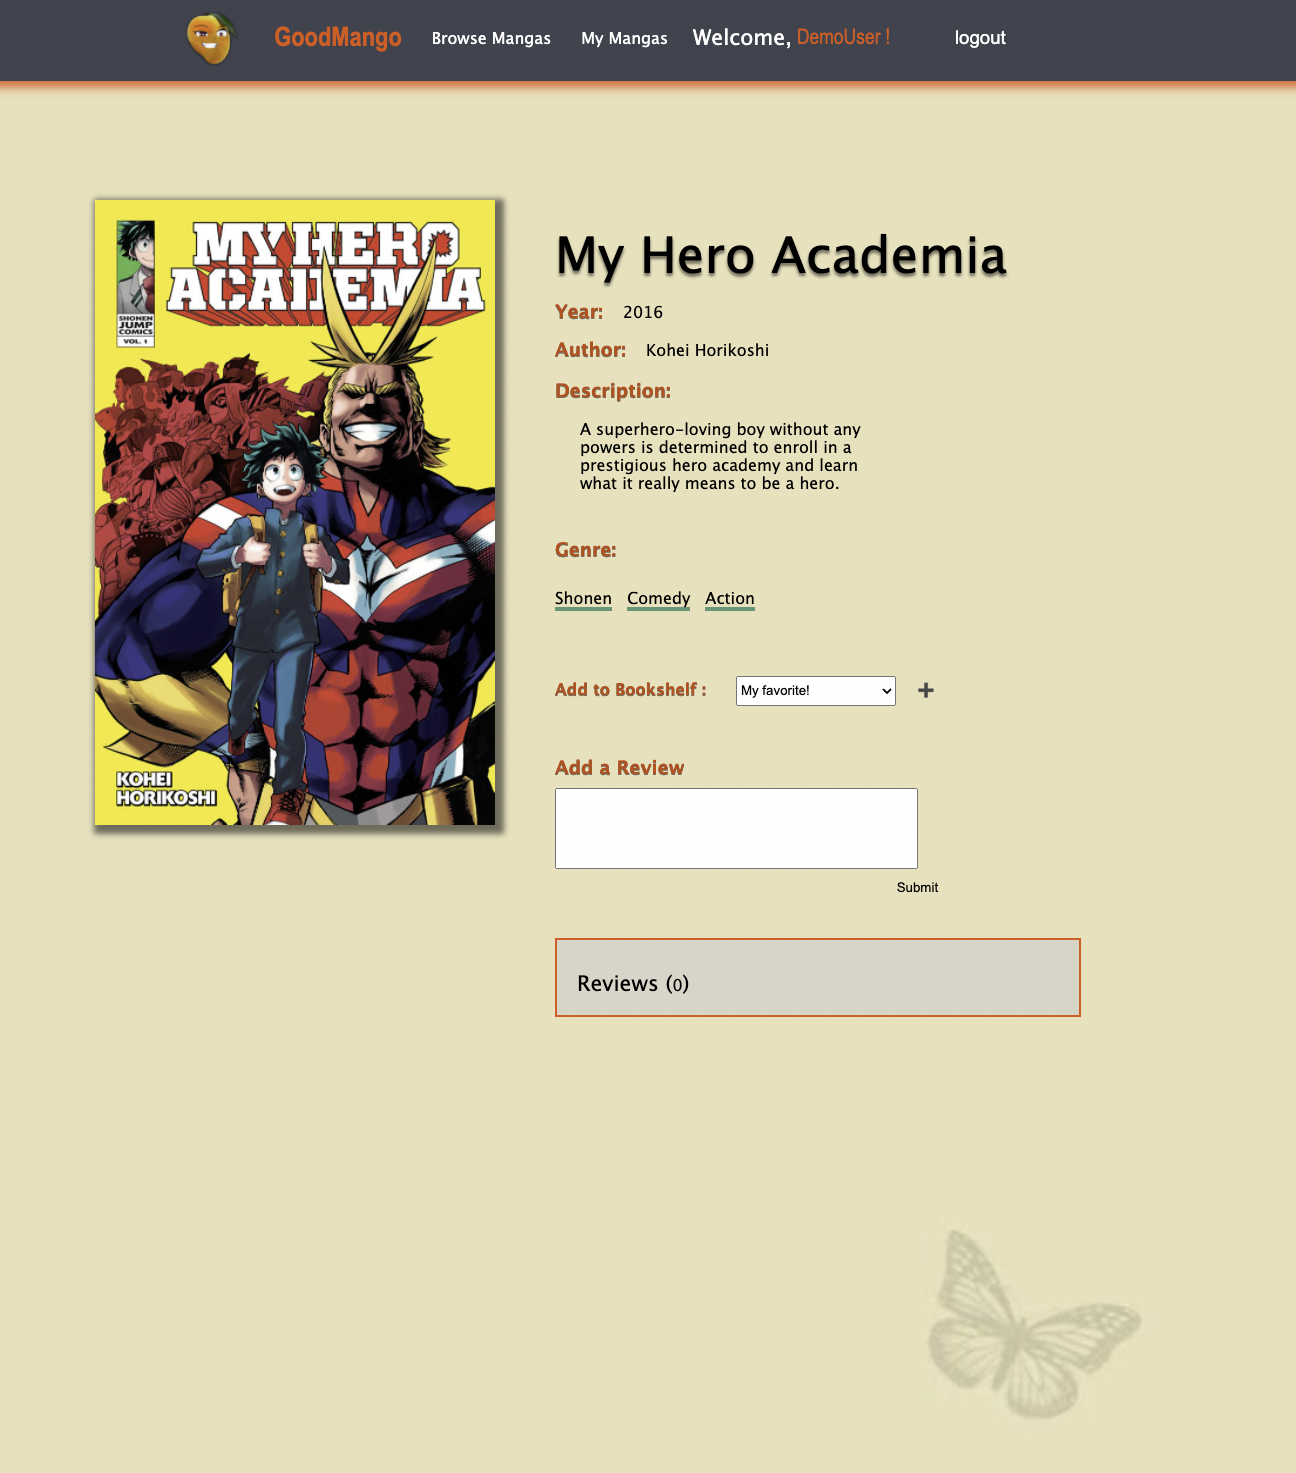 GoodMango Browse Mangas My Mangas Welcome, DemoUser ! logout
MY HERO
ACADEMIA
SHONEN
JUMP
COMICS
VOL. 1
KOHEI
HORIKOSHI
My Hero Academia
Year: 2016
Author: Kohei Horikoshi
Description:
A superhero-loving boy without any
powers is determined to enroll in a
prestigious hero academy and learn
what it really means to be a hero.
Genre:
Shonen Comedy Action
Add to Bookshelf : My favorite!
Add a Review
Submit
Reviews (0)